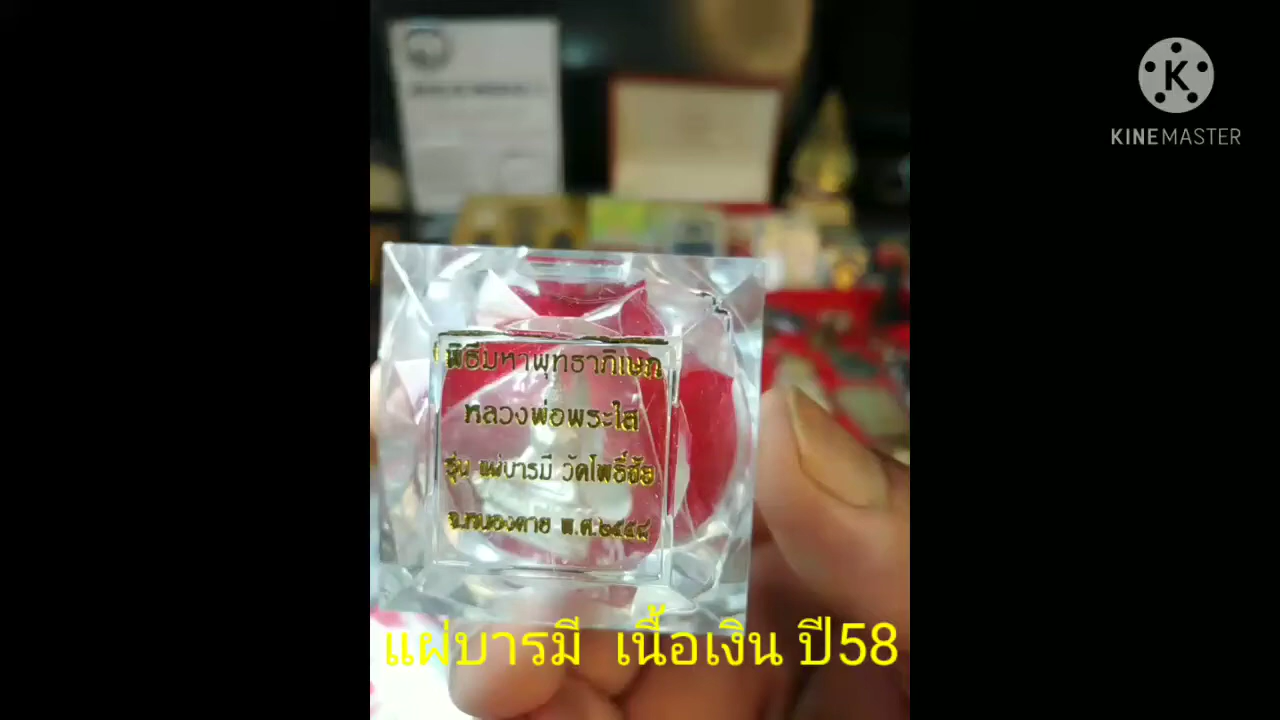 KINEMASTER
พิธีมหาพุทธาภิเษก
หลวงพ่อพระใส
รุ่น แผ่บารมี วัดโพธิ์ชัย
จ.หนองคาย พ.ศ.๒๕๕๘
แผ่บารมี เนื้อเงิน ปี58